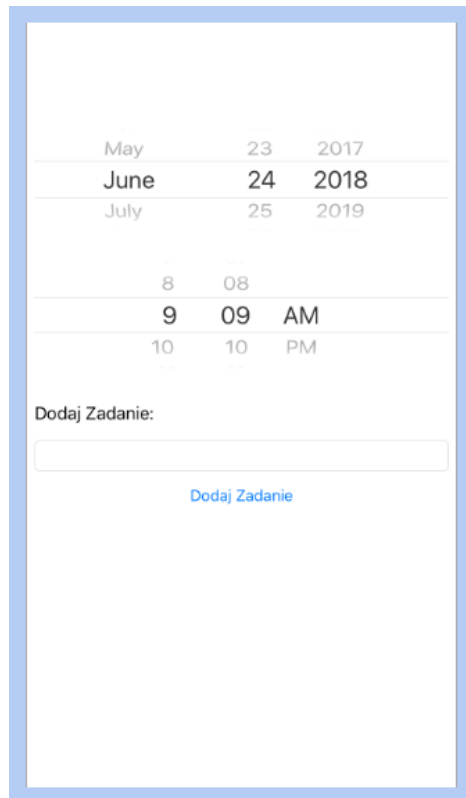 May 23 2017
June 24 2018
July 25 2019
8 08
9 09 AM
10 10 PM
Dodaj Zadanie:
Dodaj Zadanie